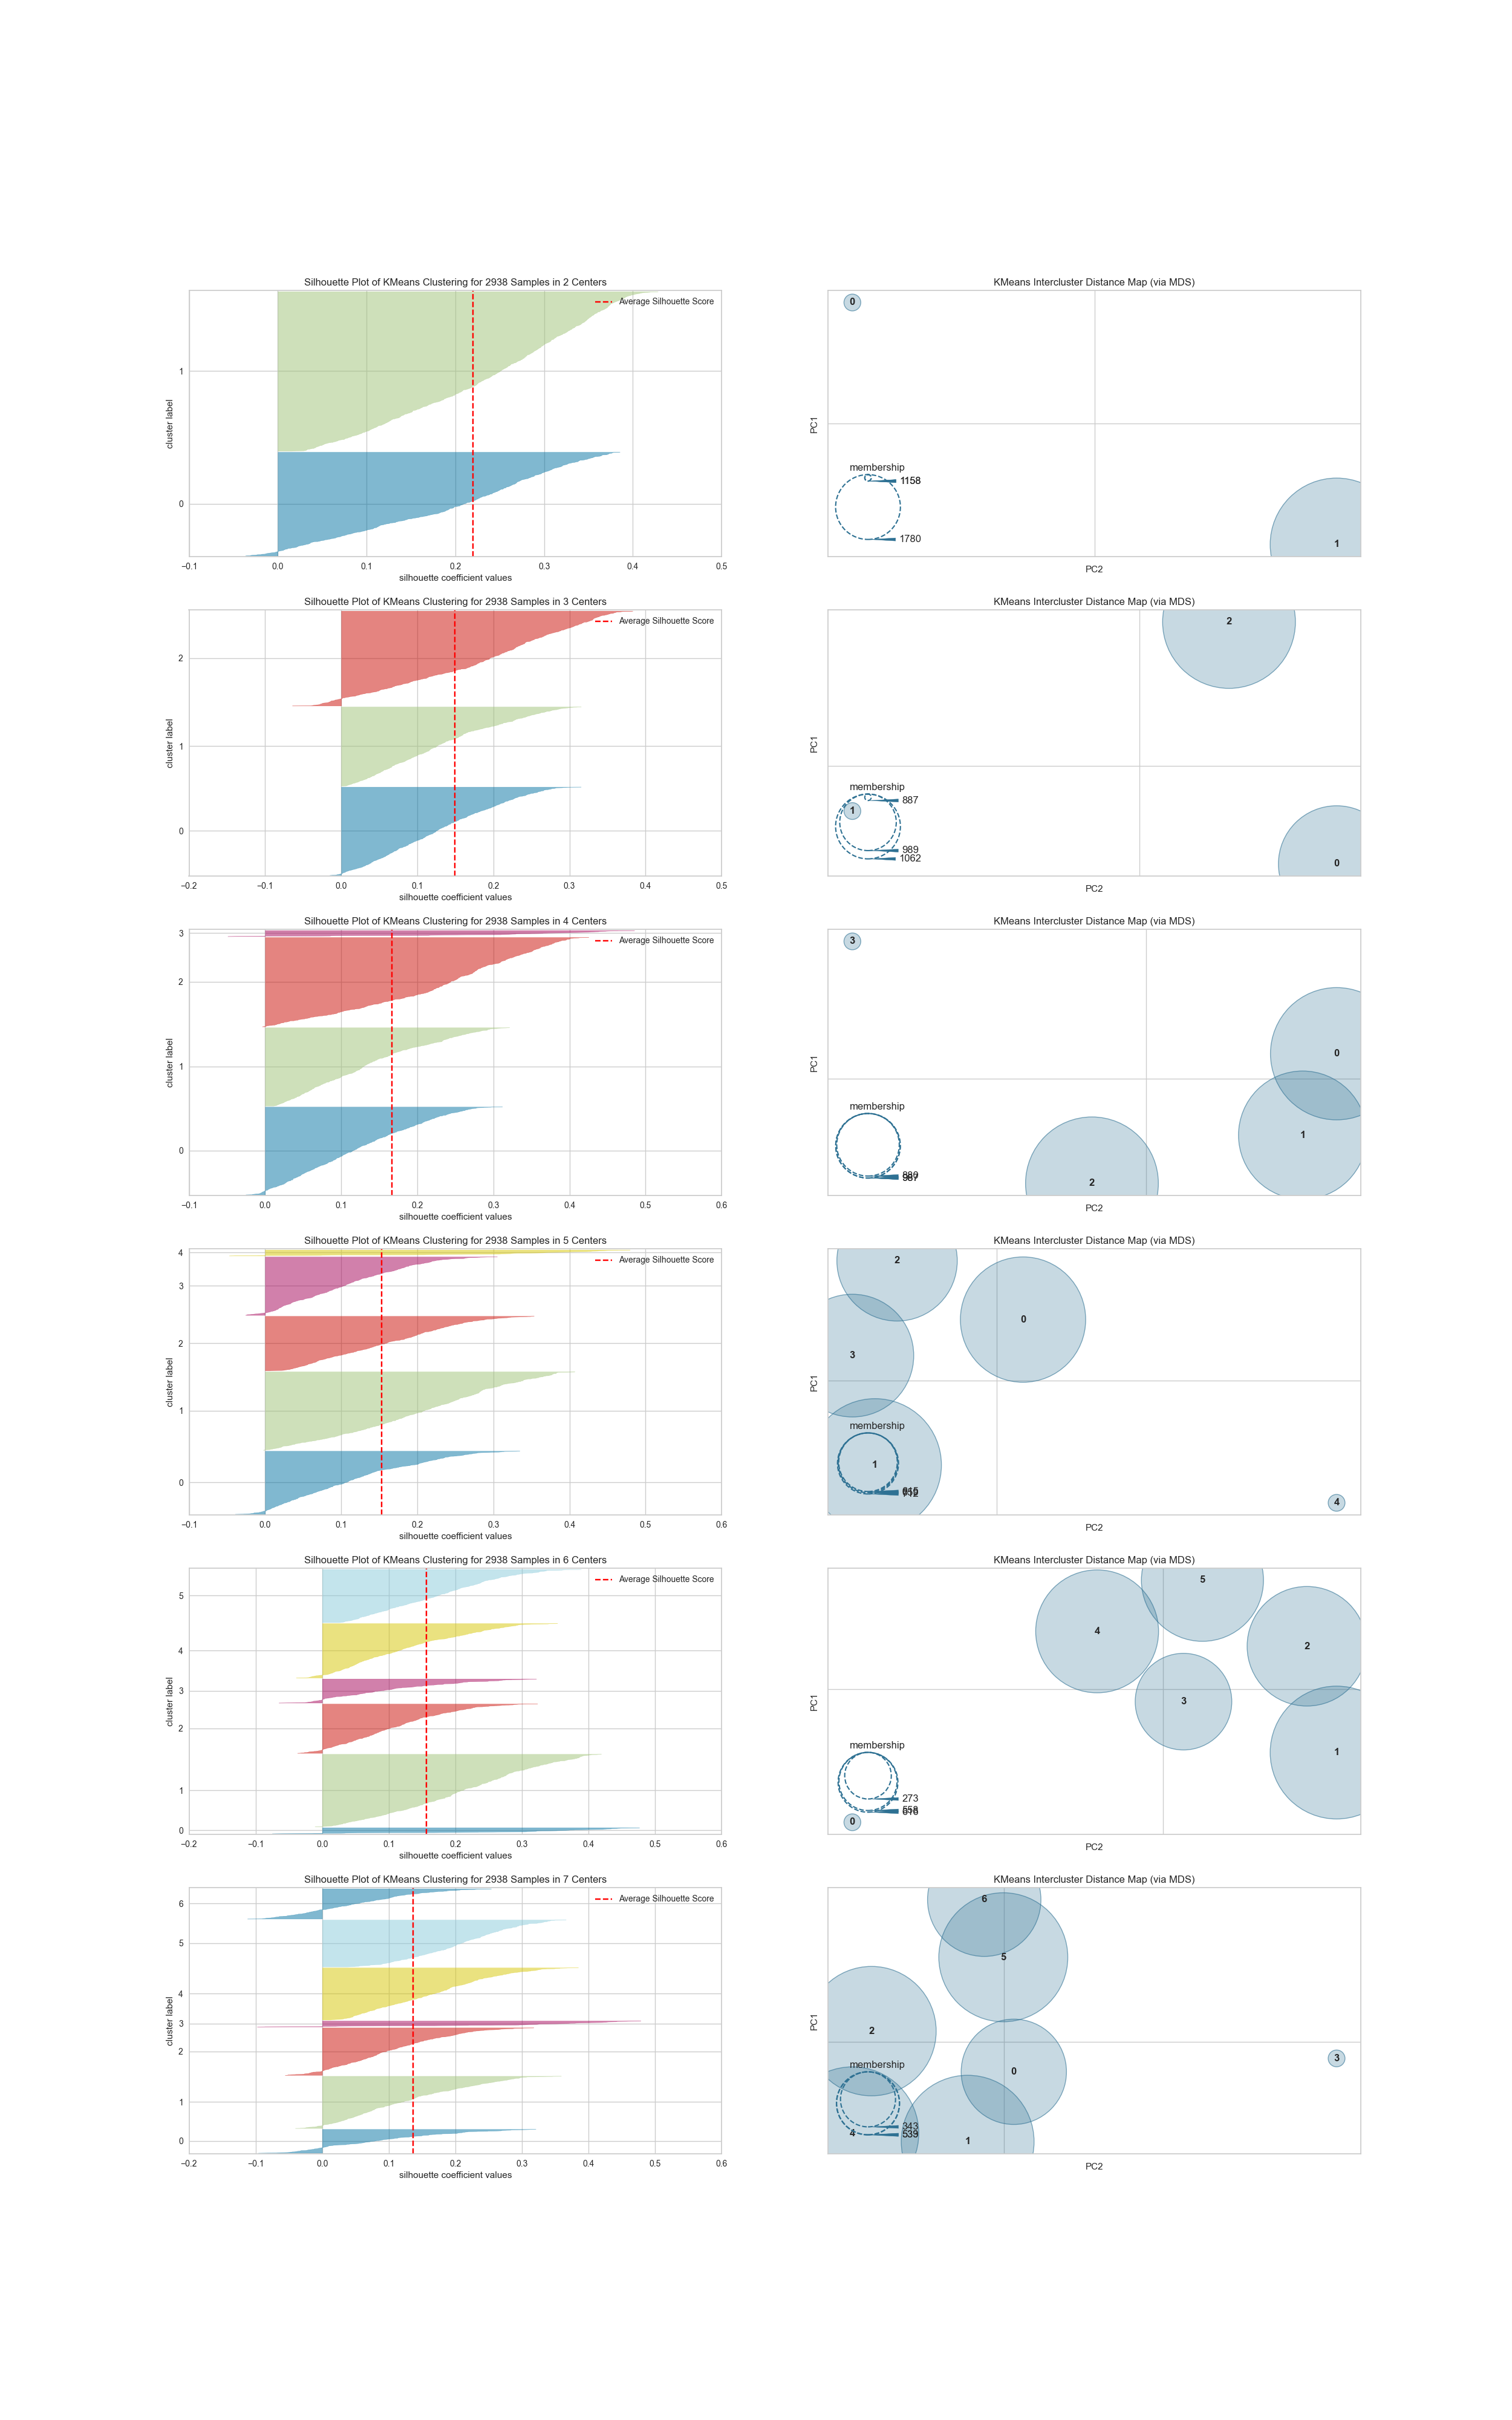 Silhouette Plot of KMeans Clustering for 2938 Samples in 2 Centers
Average Silhouette Score
1
0
cluster label
−0.1 0.0 0.1 0.2 0.3 0.4 0.5
silhouette coefficient values
KMeans Intercluster Distance Map (via MDS)
0
PC1
membership
1158
1780
1
PC2
Silhouette Plot of KMeans Clustering for 2938 Samples in 3 Centers
Average Silhouette Score
2
1
0
cluster label
−0.2 −0.1 0.0 0.1 0.2 0.3 0.4 0.5
silhouette coefficient values
KMeans Intercluster Distance Map (via MDS)
2
PC1
membership
887
1
989
1062
0
PC2
Silhouette Plot of KMeans Clustering for 2938 Samples in 4 Centers
Average Silhouette Score
3
2
1
0
cluster label
−0.1 0.0 0.1 0.2 0.3 0.4 0.5 0.6
silhouette coefficient values
KMeans Intercluster Distance Map (via MDS)
3
0
PC1
membership
1
2
PC2
Silhouette Plot of KMeans Clustering for 2938 Samples in 5 Centers
Average Silhouette Score
4
3
2
1
0
cluster label
−0.1 0.0 0.1 0.2 0.3 0.4 0.5 0.6
silhouette coefficient values
KMeans Intercluster Distance Map (via MDS)
2
0
3
PC1
membership
1
4
PC2
Silhouette Plot of KMeans Clustering for 2938 Samples in 6 Centers
Average Silhouette Score
5
4
3
2
1
0
cluster label
−0.2 −0.1 0.0 0.1 0.2 0.3 0.4 0.5 0.6
silhouette coefficient values
KMeans Intercluster Distance Map (via MDS)
5
4
2
3
PC1
membership
1
273
0
PC2
Silhouette Plot of KMeans Clustering for 2938 Samples in 7 Centers
Average Silhouette Score
6
5
4
3
2
1
0
cluster label
−0.2 −0.1 0.0 0.1 0.2 0.3 0.4 0.5 0.6
silhouette coefficient values
KMeans Intercluster Distance Map (via MDS)
6
5
2
3
PC1
membership
0
343
4
1
PC2